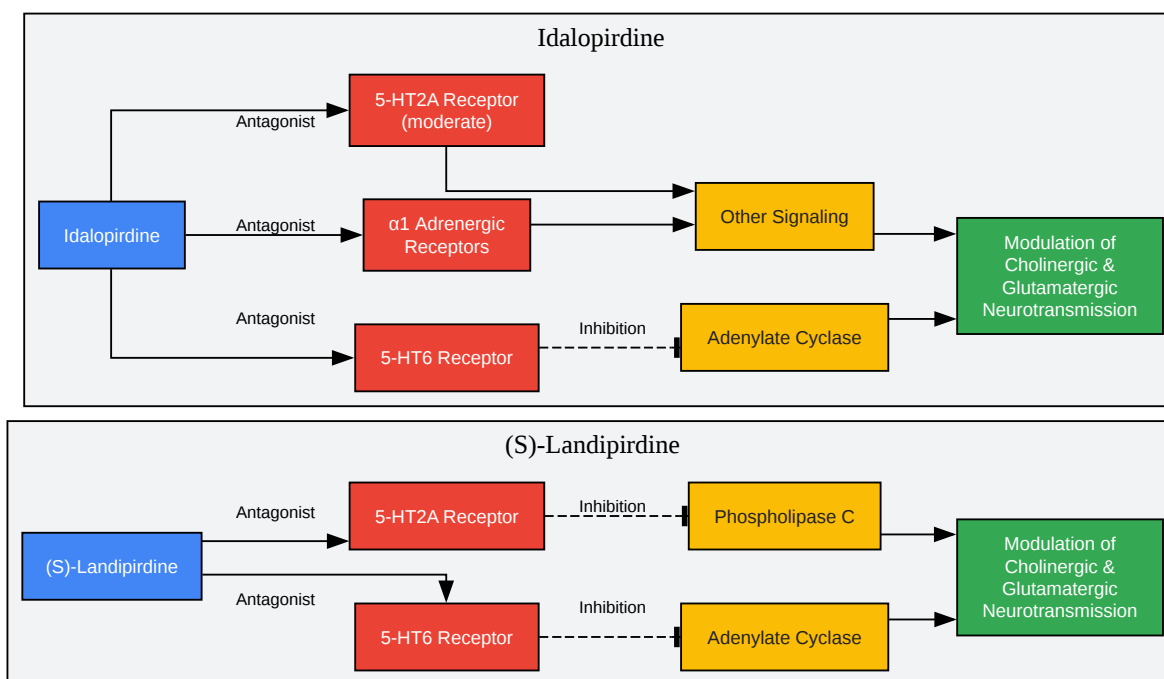 Idalopirdine
5-HT2A Receptor
(moderate)
Antagonist
Idalopirdine
Antagonist
α1 Adrenergic
Receptors
Other Signaling
Modulation of
Cholinergic &
Glutamatergic
Neurotransmission
Antagonist
5-HT6 Receptor
Inhibition
Adenylate Cyclase
(S)-Landipirdine
Antagonist
5-HT2A Receptor
Inhibition
Phospholipase C
(S)-Landipirdine
Modulation of
Cholinergic &
Glutamatergic
Neurotransmission
Antagonist
5-HT6 Receptor
Inhibition
Adenylate Cyclase